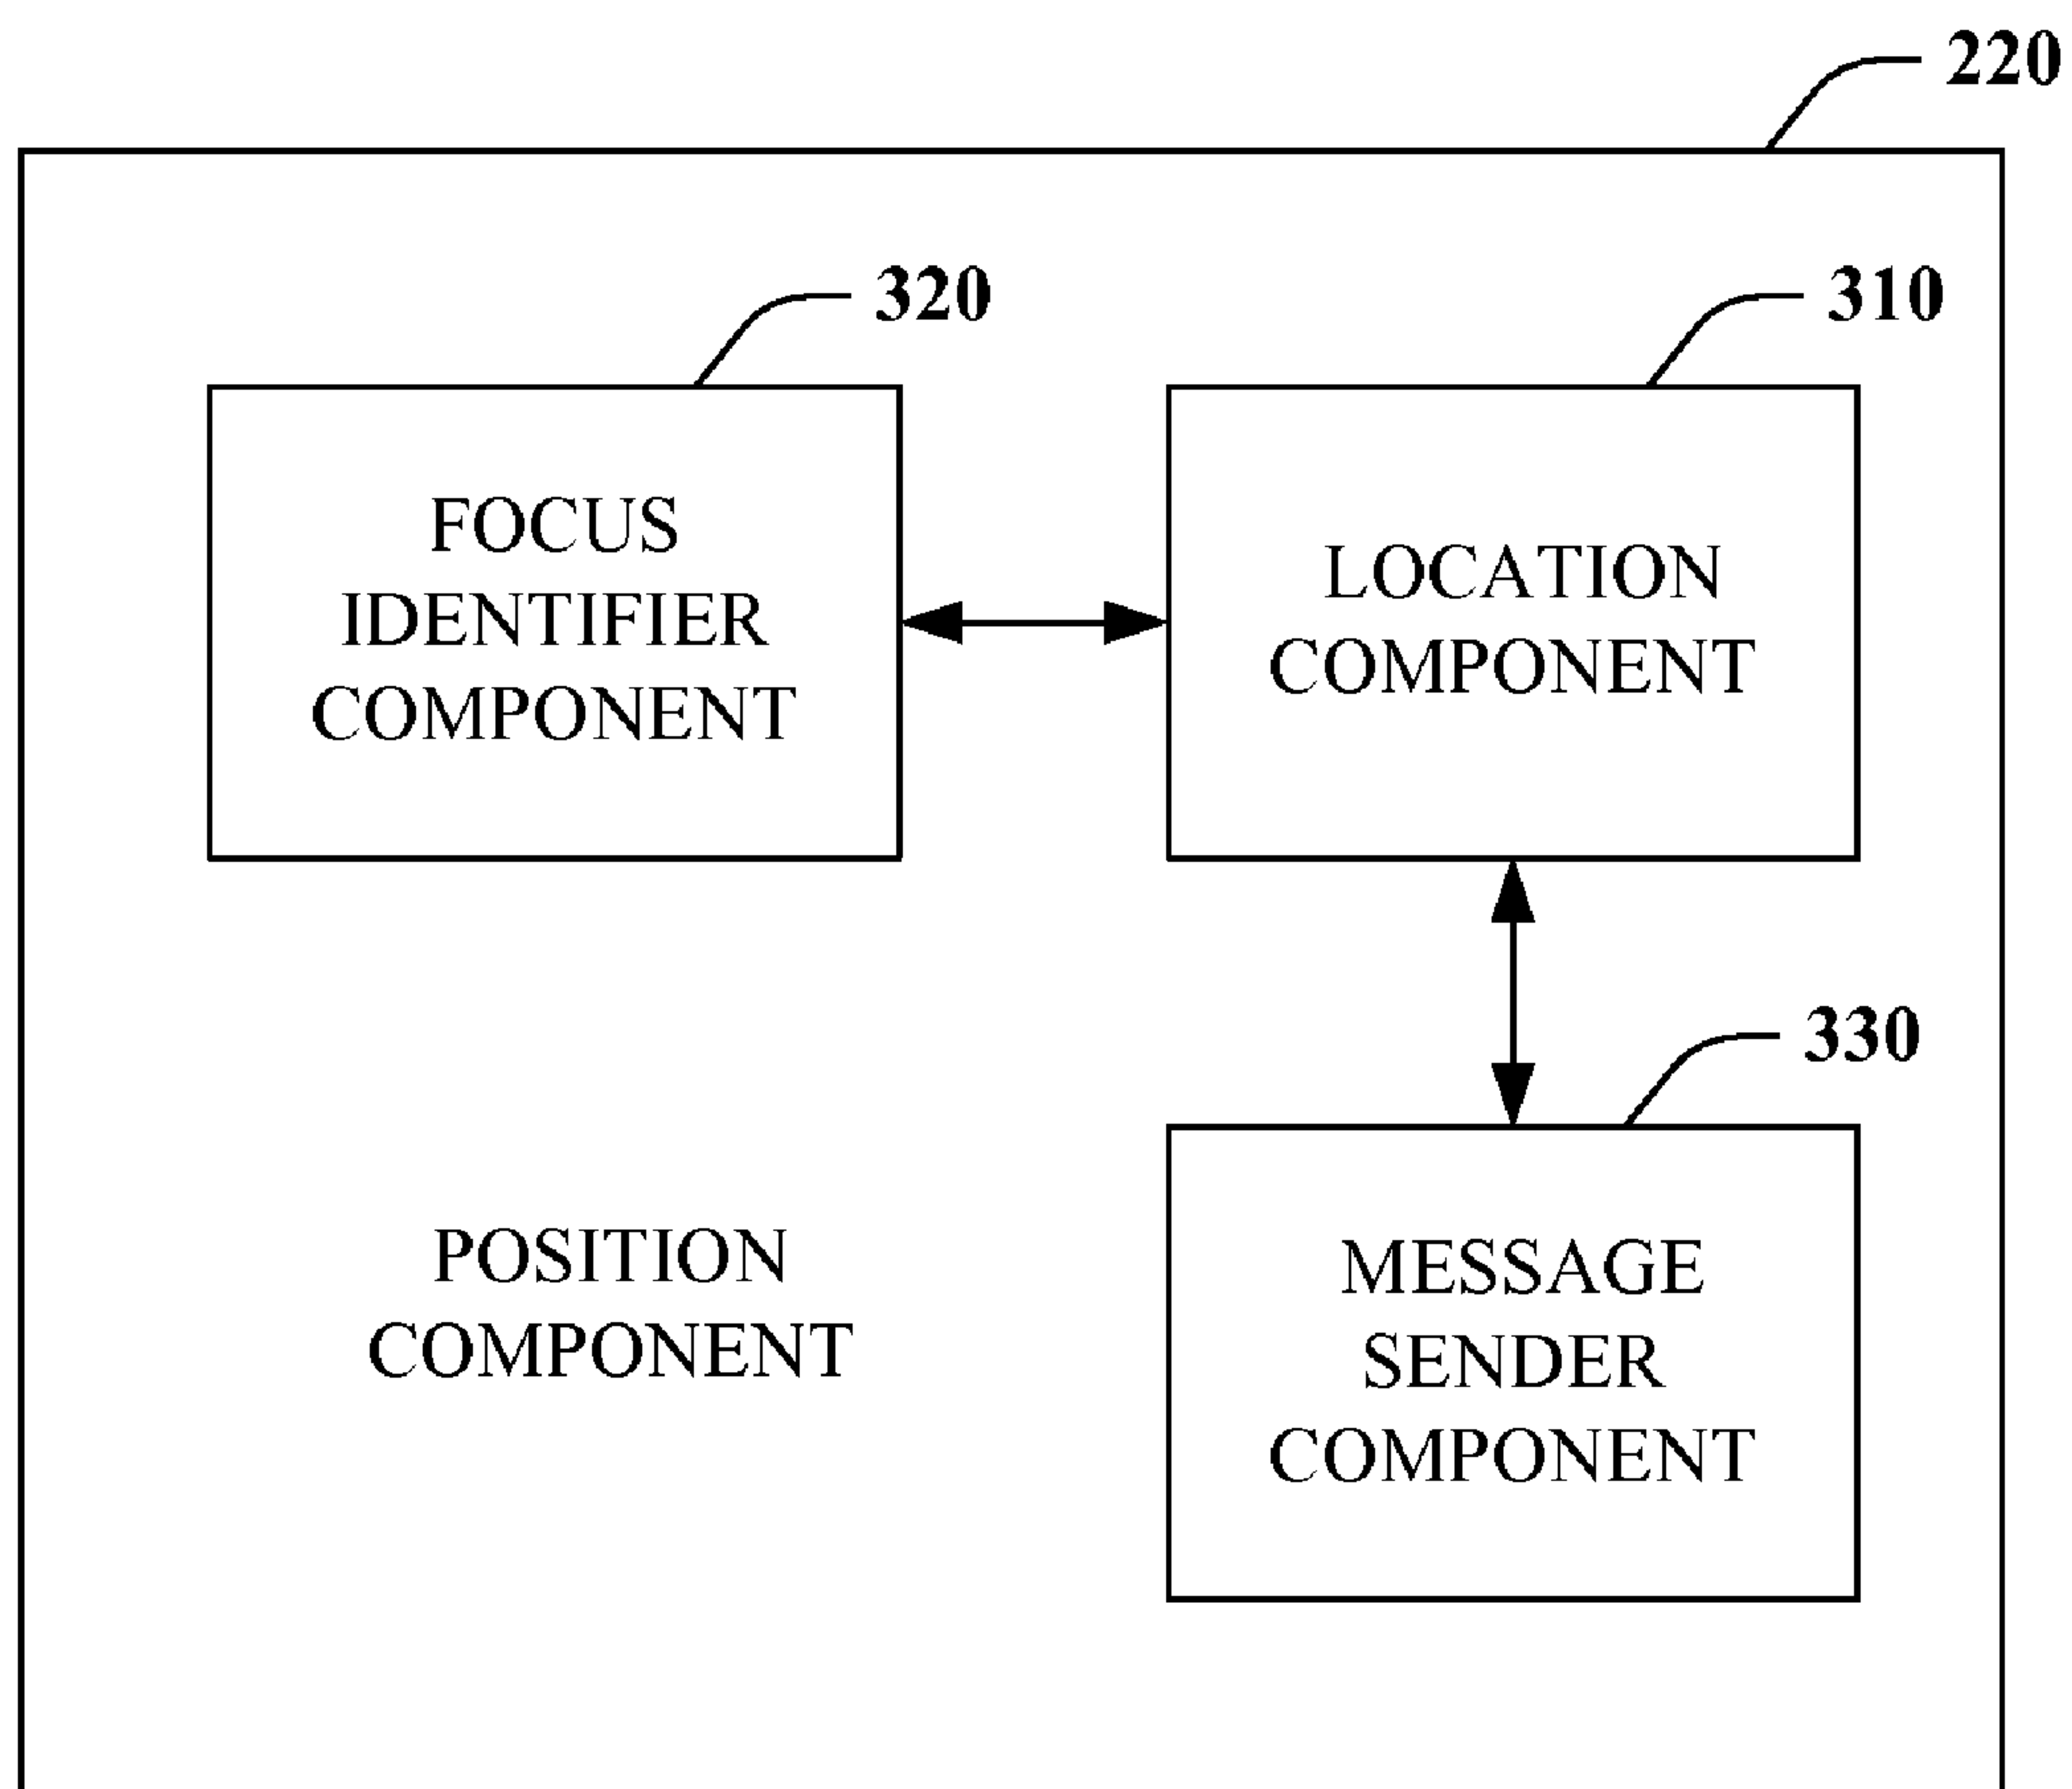 220
320
310
FOCUS
IDENTIFIER
COMPONENT
LOCATION
COMPONENT
330
POSITION
COMPONENT
MESSAGE
SENDER
COMPONENT